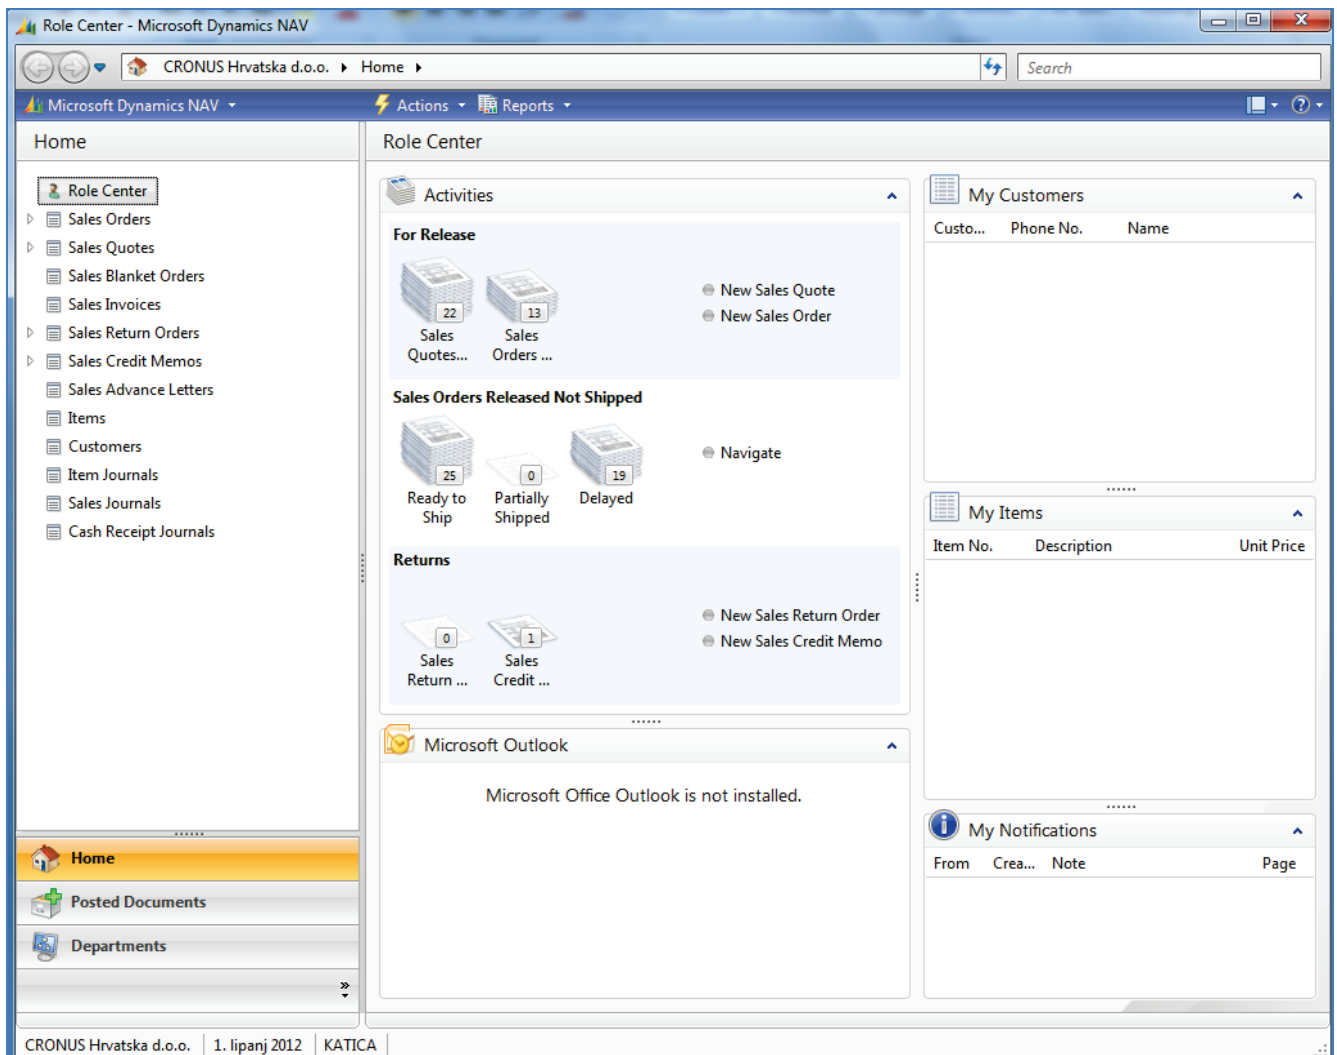 Role Center - Microsoft Dynamics NAV
CRONUS Hrvatska d.o.o. Home
Search
Microsoft Dynamics NAV
Actions Reports
Home
Role Center
Sales Orders
Sales Quotes
Sales Blanket Orders
Sales Invoices
Sales Return Orders
Sales Credit Memos
Sales Advance Letters
Items
Customers
Item Journals
Sales Journals
Cash Receipt Journals
Home
Posted Documents
Departments
Role Center
Activities
For Release
22
13
Sales Quotes...
Sales Orders ...
New Sales Quote
New Sales Order
Sales Orders Released Not Shipped
25
0
19
Ready to Ship
Partially Shipped
Delayed
Navigate
Returns
0
1
Sales Return ...
Sales Credit ...
New Sales Return Order
New Sales Credit Memo
Microsoft Outlook
Microsoft Office Outlook is not installed.
My Customers
Custo... Phone No. Name
My Items
Item No. Description Unit Price
My Notifications
From Crea... Note Page
CRONUS Hrvatska d.o.o. 1. lipanj 2012 KATICA